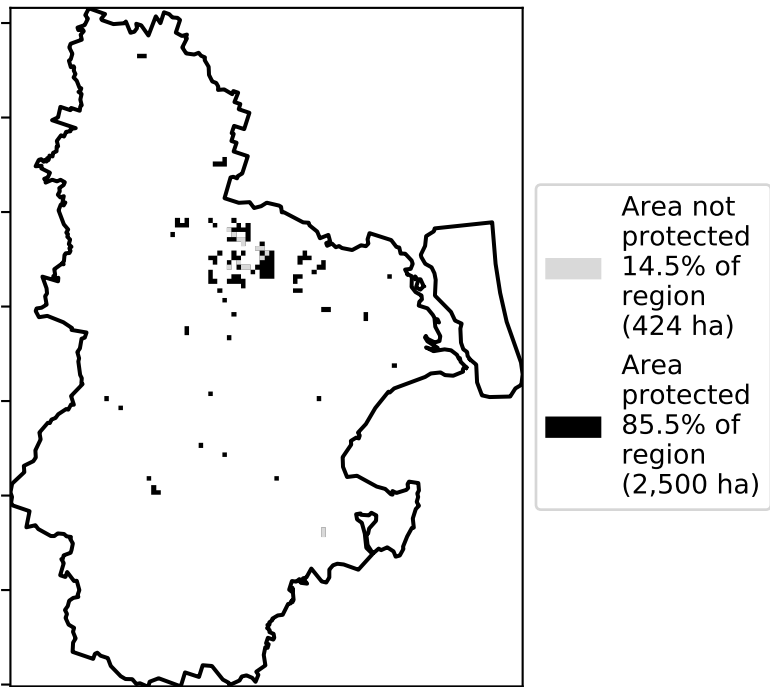 Area not
protected
14.5% of
region
(424 ha)
Area
protected
85.5% of
region
(2,500 ha)